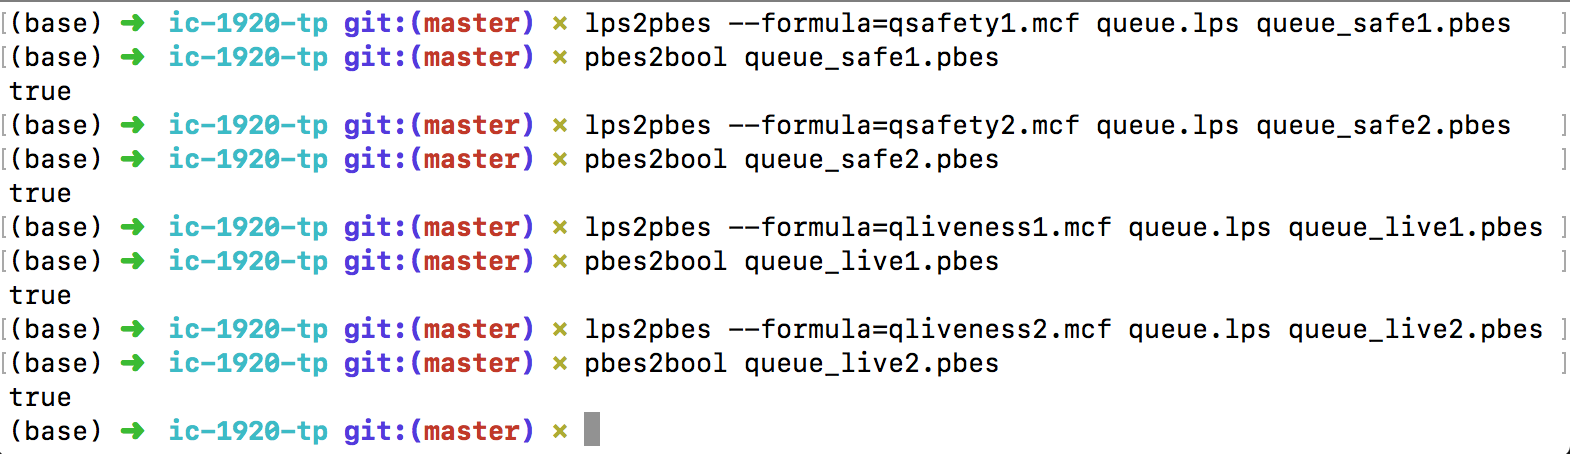 [(base) ➜ ic-1920-tp git:(master) × lps2pbes --formula=qsafety1.mcf queue.lps queue_safe1.pbes ]
[(base) ➜ ic-1920-tp git:(master) × pbes2bool queue_safe1.pbes ]
true
[(base) ➜ ic-1920-tp git:(master) × lps2pbes --formula=qsafety2.mcf queue.lps queue_safe2.pbes ]
[(base) ➜ ic-1920-tp git:(master) × pbes2bool queue_safe2.pbes ]
true
[(base) ➜ ic-1920-tp git:(master) × lps2pbes --formula=qliveness1.mcf queue.lps queue_live1.pbes ]
[(base) ➜ ic-1920-tp git:(master) × pbes2bool queue_live1.pbes ]
true
[(base) ➜ ic-1920-tp git:(master) × lps2pbes --formula=qliveness2.mcf queue.lps queue_live2.pbes ]
[(base) ➜ ic-1920-tp git:(master) × pbes2bool queue_live2.pbes ]
true
(base) ➜ ic-1920-tp git:(master) ×